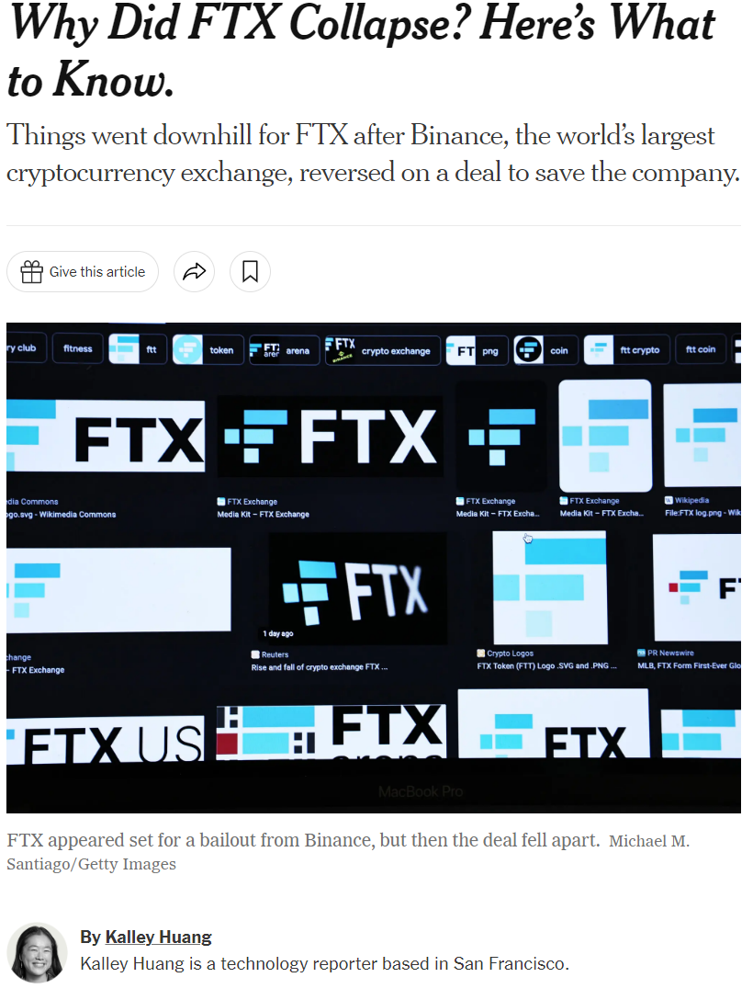 Why Did FTX Collapse? Here’s What
to Know.
Things went downhill for FTX after Binance, the world’s largest
cryptocurrency exchange, reversed on a deal to save the company.
Give this article
ry club fitness ftt token FTX arena crypto exchange FT png coin ftt crypto ftt coin
FTX BINANCE
FTX FTX
dia Commons FTX Exchange FTX Exchange FTX Exchange Wikipedia
ogo.svg - Wikimedia Commons Media Kit – FTX Exchange Media Kit – FTX Excha... Media Kit – FTX Excha... File:FTX log.png - Wik
FTX F
1 day ago
change Reuters Crypto Logos PR Newswire
- FTX Exchange Rise and fall of crypto exchange FTX ... FTX Token (FTT) Logo .SVG and .PNG ... MLB, FTX Form First-Ever Glo
FTX US FTX FTX
arena
MacBook Pro
FTX appeared set for a bailout from Binance, but then the deal fell apart. Michael M.
Santiago/Getty Images
By Kalley Huang
Kalley Huang is a technology reporter based in San Francisco.